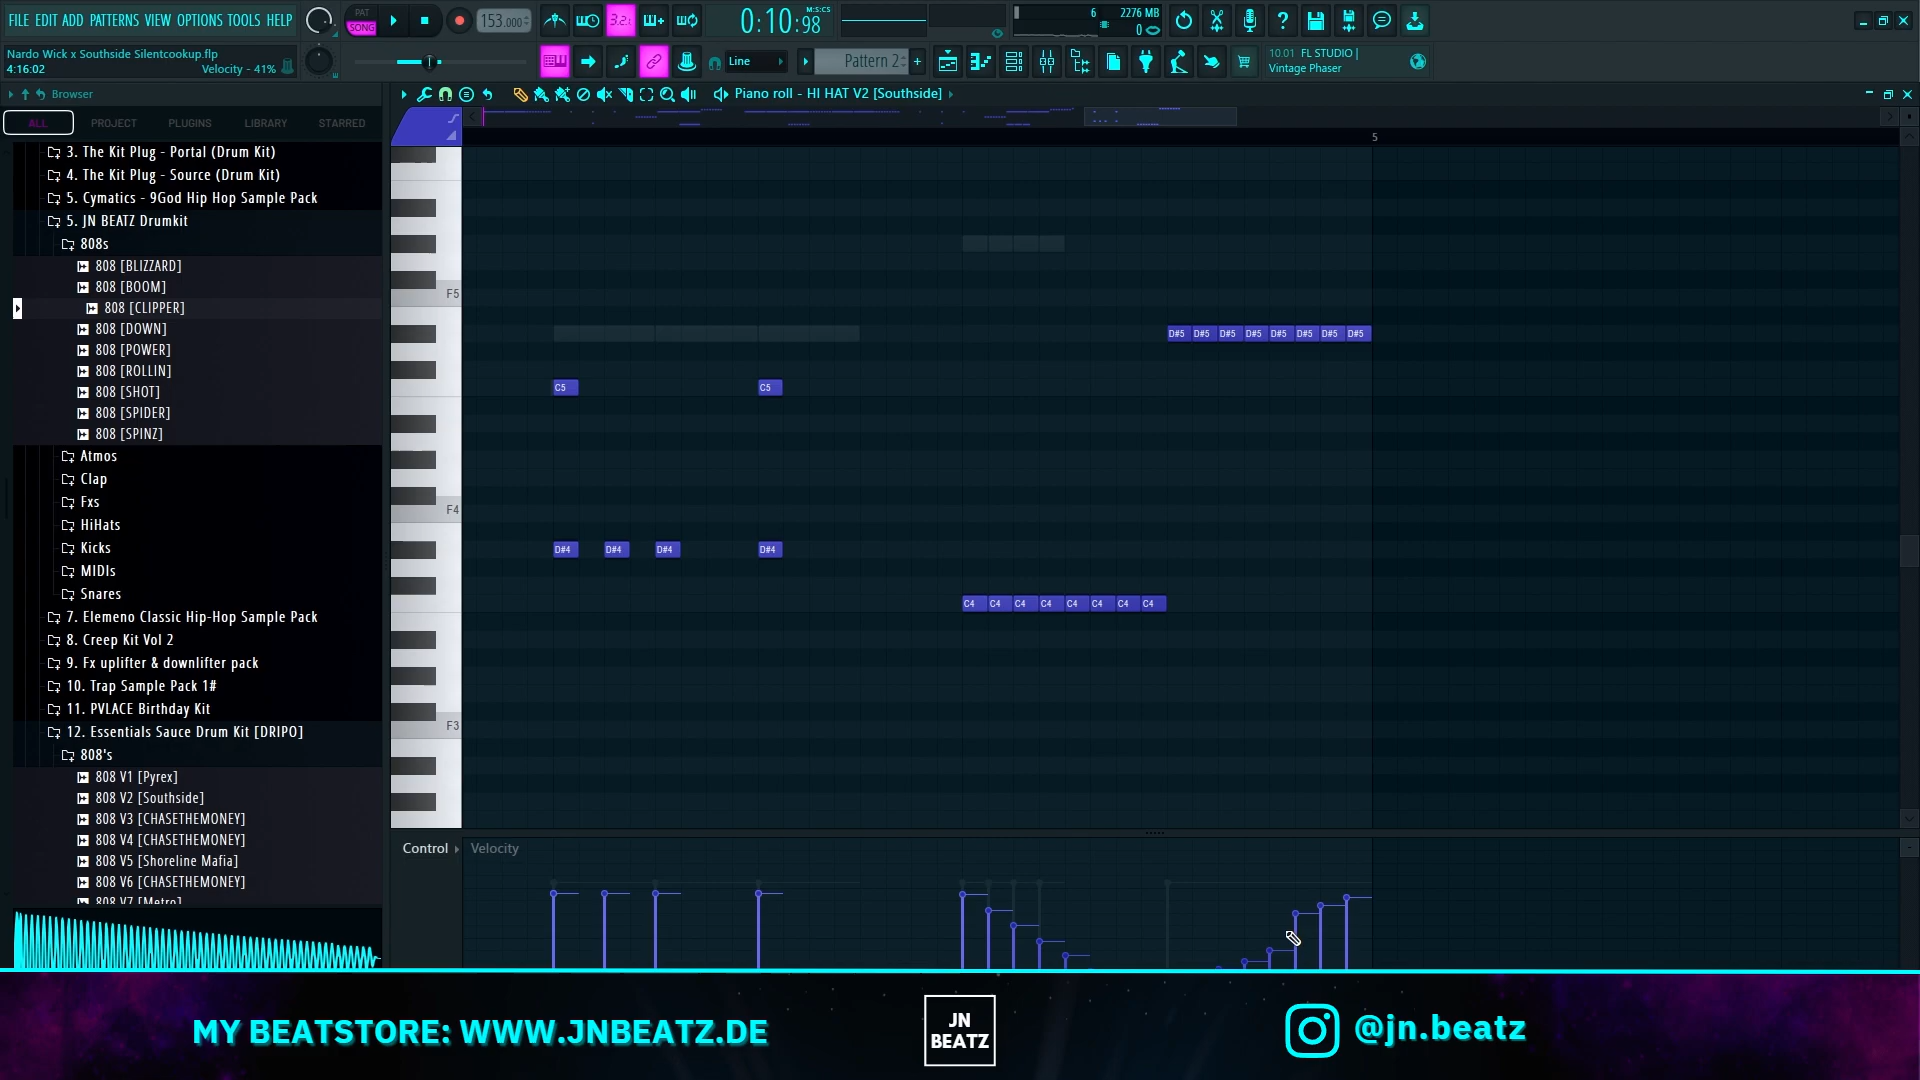 FILE EDIT ADD PATTERNS VIEW OPTIONS TOOLS HELP
PAT
SONG
153.000
3.2.
0:10:98
M:S:CS
6
2276 MB
0
Nardo Wick x Southside Silentcookup.flp
4:16:02
Velocity - 41%
Line
Pattern 2
+
10.01 FL STUDIO |
Vintage Phaser
Browser
Piano roll - HI HAT V2 [Southside]
ALL
PROJECT
PLUGINS
LIBRARY
STARRED
3. The Kit Plug - Portal (Drum Kit)
4. The Kit Plug - Source (Drum Kit)
5. Cymatics - 9God Hip Hop Sample Pack
5. JN BEATZ Drumkit
808s
808 [BLIZZARD]
808 [BOOM]
808 [CLIPPER]
808 [DOWN]
808 [POWER]
808 [ROLLIN]
808 [SHOT]
808 [SPIDER]
808 [SPINZ]
Atmos
Clap
Fxs
HiHats
Kicks
MIDIs
Snares
7. Elemeno Classic Hip-Hop Sample Pack
8. Creep Kit Vol 2
9. Fx uplifter & downlifter pack
10. Trap Sample Pack 1#
11. PVLACE Birthday Kit
12. Essentials Sauce Drum Kit [DRIPO]
808's
808 V1 [Pyrex]
808 V2 [Southside]
808 V3 [CHASETHEMONEY]
808 V4 [CHASETHEMONEY]
808 V5 [Shoreline Mafia]
808 V6 [CHASETHEMONEY]
808 V7 [Metro]
5
F5
D#5 D#5 D#5 D#5 D#5 D#5 D#5 D#5
C5 C5
F4
D#4 D#4 D#4 D#4
C4 C4 C4 C4 C4 C4 C4 C4
F3
Control
Velocity
MY BEATSTORE: WWW.JNBEATZ.DE
JN
BEATZ
@jn.beatz